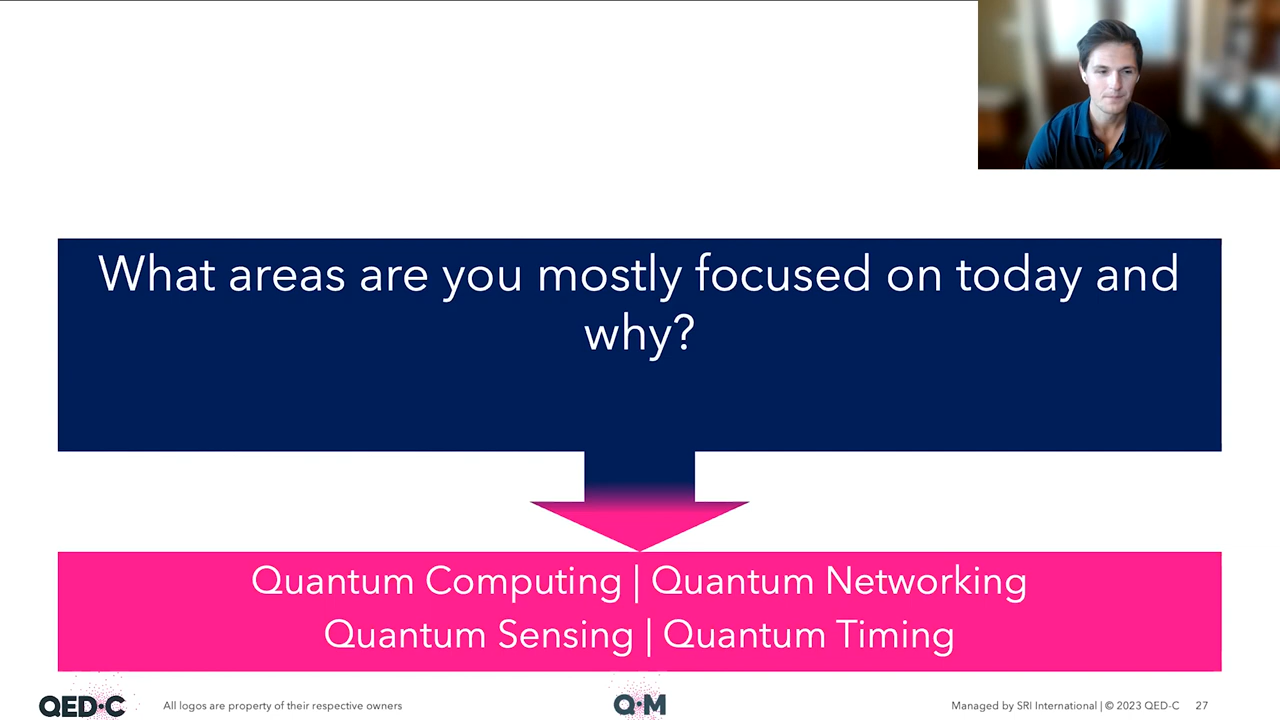 What areas are you mostly focused on today and
why?
Quantum Computing | Quantum Networking
Quantum Sensing | Quantum Timing
QED·C
All logos are property of their respective owners
Q·M
Managed by SRI International | © 2023 QED-C
27